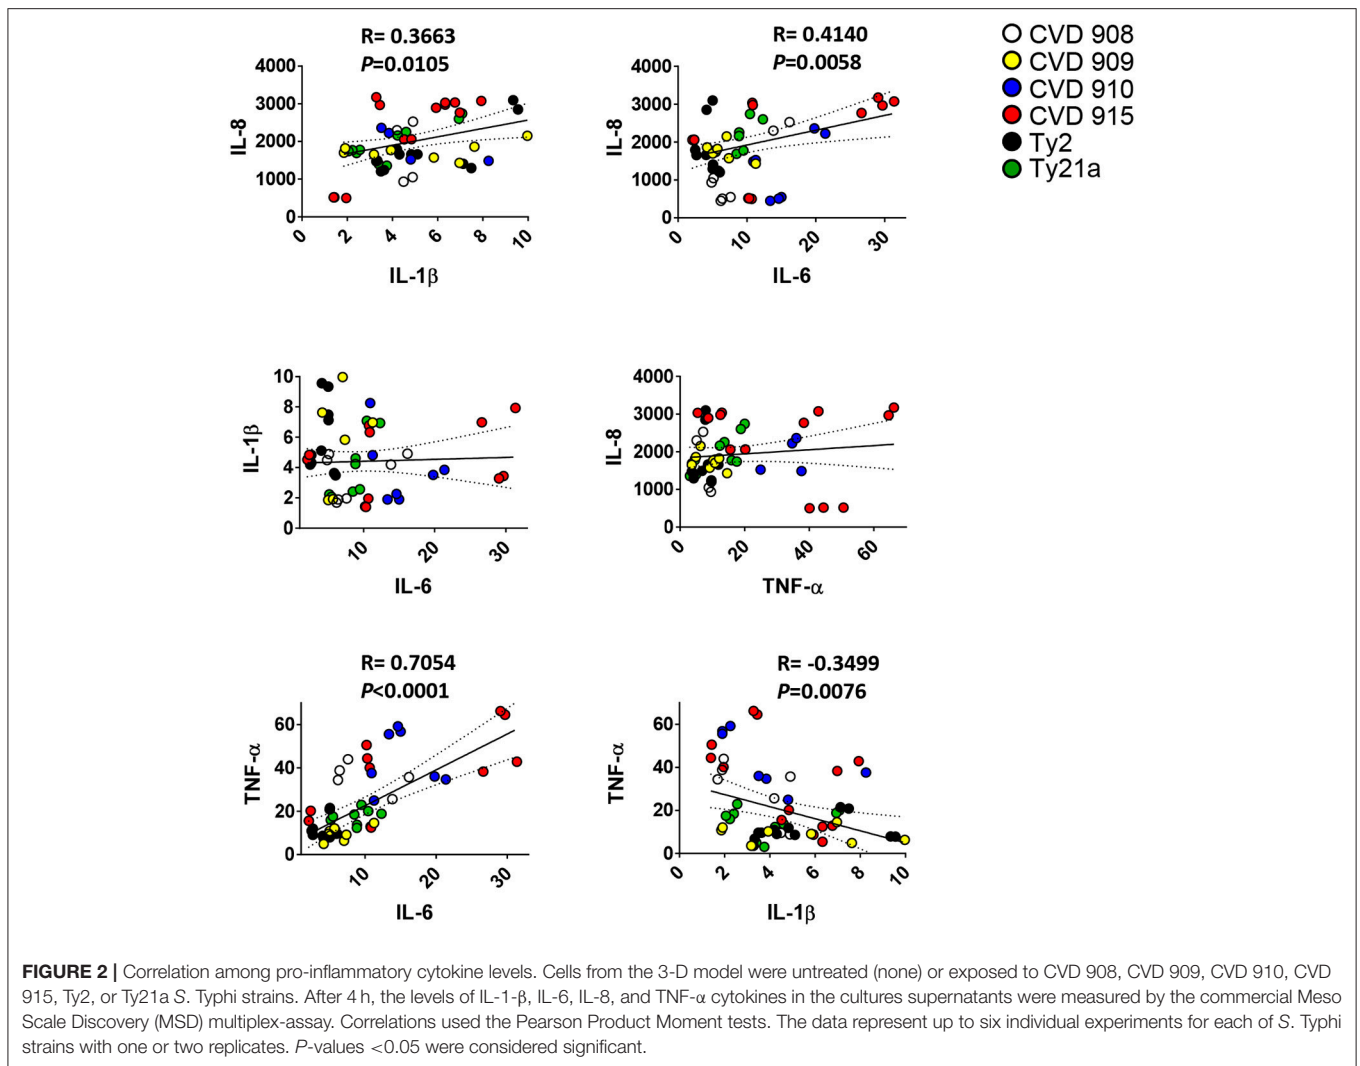 R= 0.3663
P=0.0105
4000
3000
2000
1000
0
IL-8
0
2
4
6
8
10
IL-1β
R= 0.4140
P=0.0058
4000
3000
2000
1000
0
IL-8
0
10
20
30
IL-6
CVD 908
CVD 909
CVD 910
CVD 915
Ty2
Ty21a
10
8
6
4
2
0
IL-1β
10
20
30
IL-6
4000
3000
2000
1000
0
IL-8
0
20
40
60
TNF-α
R= 0.7054
P<0.0001
60
40
20
0
TNF-α
10
20
30
IL-6
R= -0.3499
P=0.0076
60
40
20
0
TNF-α
0
2
4
6
8
10
IL-1β
FIGURE 2 | Correlation among pro-inflammatory cytokine levels. Cells from the 3-D model were untreated (none) or exposed to CVD 908, CVD 909, CVD 910, CVD
915, Ty2, or Ty21a S. Typhi strains. After 4 h, the levels of IL-1-β, IL-6, IL-8, and TNF-α cytokines in the cultures supernatants were measured by the commercial Meso
Scale Discovery (MSD) multiplex-assay. Correlations used the Pearson Product Moment tests. The data represent up to six individual experiments for each of S. Typhi
strains with one or two replicates. P-values <0.05 were considered significant.